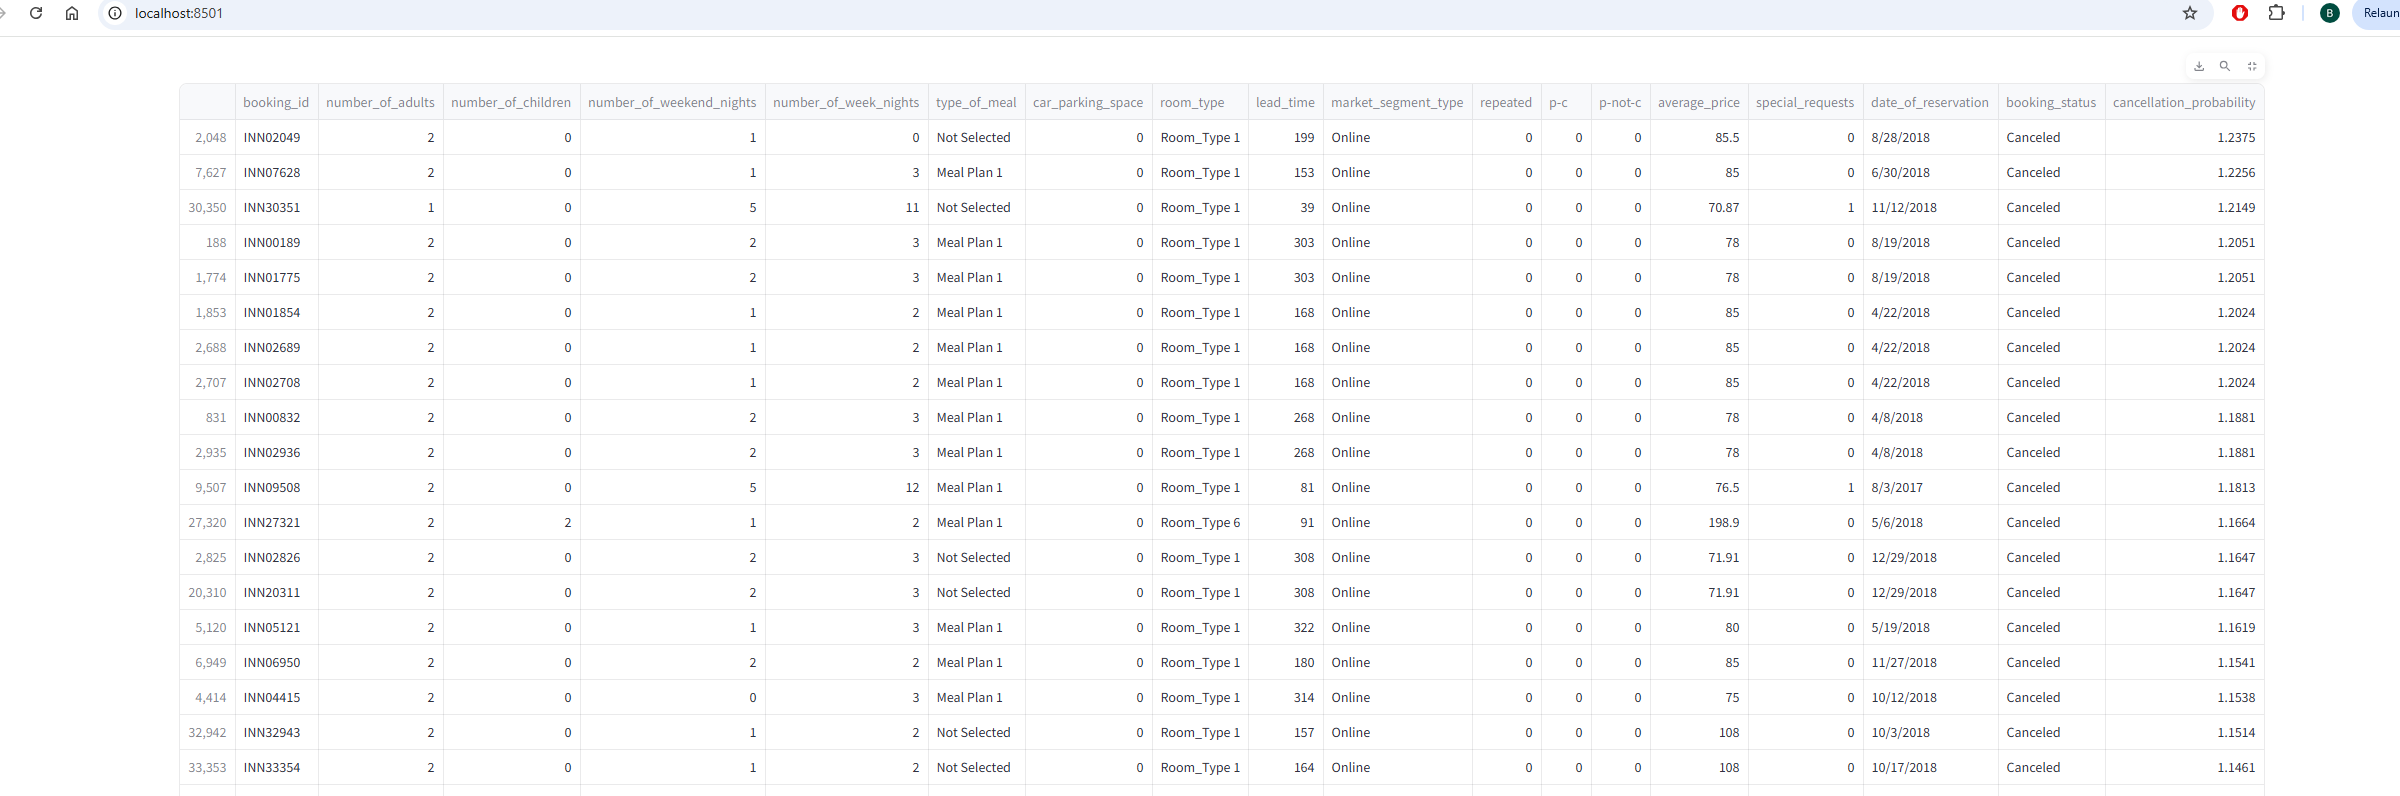 localhost:8501
B
Relaun
booking_id number_of_adults number_of_children number_of_weekend_nights number_of_week_nights type_of_meal car_parking_space room_type lead_time market_segment_type repeated p-c p-not-c average_price special_requests date_of_reservation booking_status cancellation_probability
2,048 INN02049 2 0 1 0 Not Selected 0 Room_Type 1 199 Online 0 0 0 85.5 0 8/28/2018 Canceled 1.2375
7,627 INN07628 2 0 1 3 Meal Plan 1 0 Room_Type 1 153 Online 0 0 0 85 0 6/30/2018 Canceled 1.2256
30,350 INN30351 1 0 5 11 Not Selected 0 Room_Type 1 39 Online 0 0 0 70.87 1 11/12/2018 Canceled 1.2149
188 INN00189 2 0 2 3 Meal Plan 1 0 Room_Type 1 303 Online 0 0 0 78 0 8/19/2018 Canceled 1.2051
1,774 INN01775 2 0 2 3 Meal Plan 1 0 Room_Type 1 303 Online 0 0 0 78 0 8/19/2018 Canceled 1.2051
1,853 INN01854 2 0 1 2 Meal Plan 1 0 Room_Type 1 168 Online 0 0 0 85 0 4/22/2018 Canceled 1.2024
2,688 INN02689 2 0 1 2 Meal Plan 1 0 Room_Type 1 168 Online 0 0 0 85 0 4/22/2018 Canceled 1.2024
2,707 INN02708 2 0 1 2 Meal Plan 1 0 Room_Type 1 168 Online 0 0 0 85 0 4/22/2018 Canceled 1.2024
831 INN00832 2 0 2 3 Meal Plan 1 0 Room_Type 1 268 Online 0 0 0 78 0 4/8/2018 Canceled 1.1881
2,935 INN02936 2 0 2 3 Meal Plan 1 0 Room_Type 1 268 Online 0 0 0 78 0 4/8/2018 Canceled 1.1881
9,507 INN09508 2 0 5 12 Meal Plan 1 0 Room_Type 1 81 Online 0 0 0 76.5 1 8/3/2017 Canceled 1.1813
27,320 INN27321 2 2 1 2 Meal Plan 1 0 Room_Type 6 91 Online 0 0 0 198.9 0 5/6/2018 Canceled 1.1664
2,825 INN02826 2 0 2 3 Not Selected 0 Room_Type 1 308 Online 0 0 0 71.91 0 12/29/2018 Canceled 1.1647
20,310 INN20311 2 0 2 3 Not Selected 0 Room_Type 1 308 Online 0 0 0 71.91 0 12/29/2018 Canceled 1.1647
5,120 INN05121 2 0 1 3 Meal Plan 1 0 Room_Type 1 322 Online 0 0 0 80 0 5/19/2018 Canceled 1.1619
6,949 INN06950 2 0 2 2 Meal Plan 1 0 Room_Type 1 180 Online 0 0 0 85 0 11/27/2018 Canceled 1.1541
4,414 INN04415 2 0 0 3 Meal Plan 1 0 Room_Type 1 314 Online 0 0 0 75 0 10/12/2018 Canceled 1.1538
32,942 INN32943 2 0 1 2 Not Selected 0 Room_Type 1 157 Online 0 0 0 108 0 10/3/2018 Canceled 1.1514
33,353 INN33354 2 0 1 2 Not Selected 0 Room_Type 1 164 Online 0 0 0 108 0 10/17/2018 Canceled 1.1461